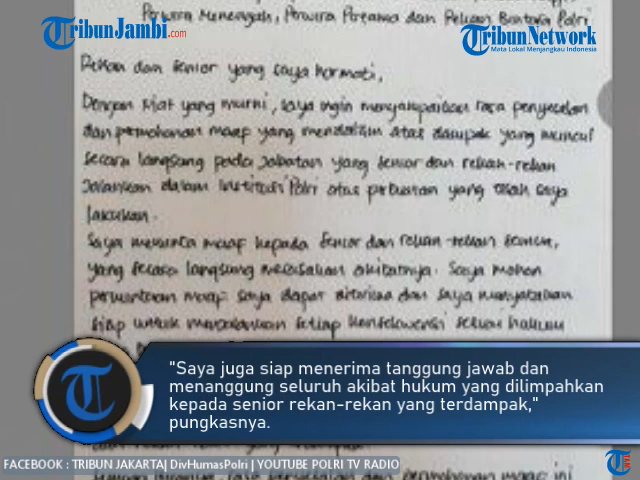 TRIBUNJAMBI.com
TRIBUN NETWORK
Mata Lokal Menjangkau Indonesia
Perwira Menengah, Perwira Pertama dan Rekan Bintara Polri
Rekan dan Senior yang saya hormati,
Dengan niat yang murni, saya ingin menyampaikan rasa penyesalan
dan permohonan maaf yang mendalam atas dampak yang muncul
secara langsung pada jabatan yang senior dan rekan-rekan
jalankan dalam institusi Polri atas perbuatan yang telah saya
lakukan.
Saya meminta maaf kepada Senior dan rekan-rekan semua,
yang secara langsung merasakan akibatnya. Saya mohon
permintaan maaf saya dapat diterima dan saya menyatakan
siap untuk menjalankan setiap konsekuensi sesuai hukum
"Saya juga siap menerima tanggung jawab dan
menanggung seluruh akibat hukum yang dilimpahkan
kepada senior rekan-rekan yang terdampak,"
pungkasnya.
FACEBOOK : TRIBUN JAKARTA| DivHumasPolri | YOUTUBE POLRI TV RADIO
permohonan maaf ini